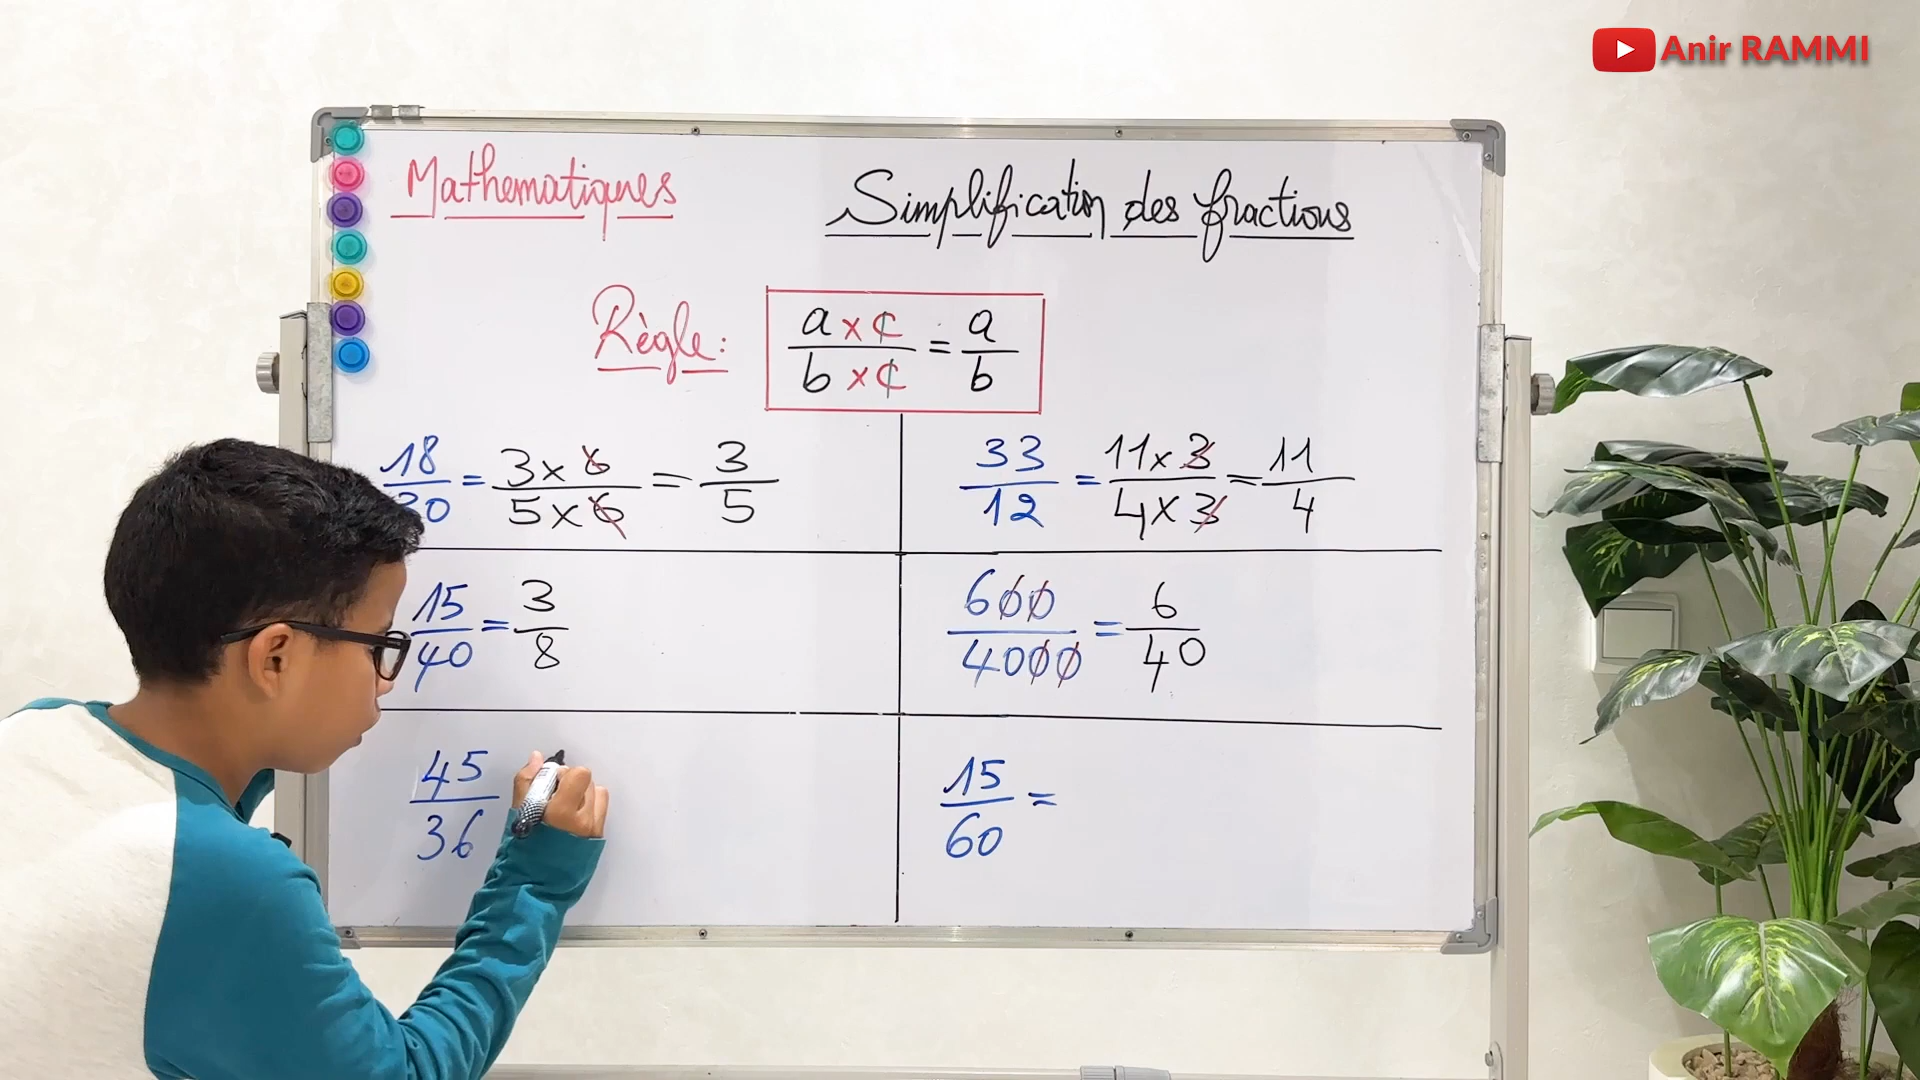 Anir RAMMI
Mathematiques
Simplification des fractions
Règle: a x c / b x c = a / b
18 / 30 = 3 x 6 / 5 x 6 = 3 / 5
33 / 12 = 11 x 3 / 4 x 3 = 11 / 4
15 / 40 = 3 / 8
600 / 4000 = 6 / 40
45 / 36
15 / 60 =